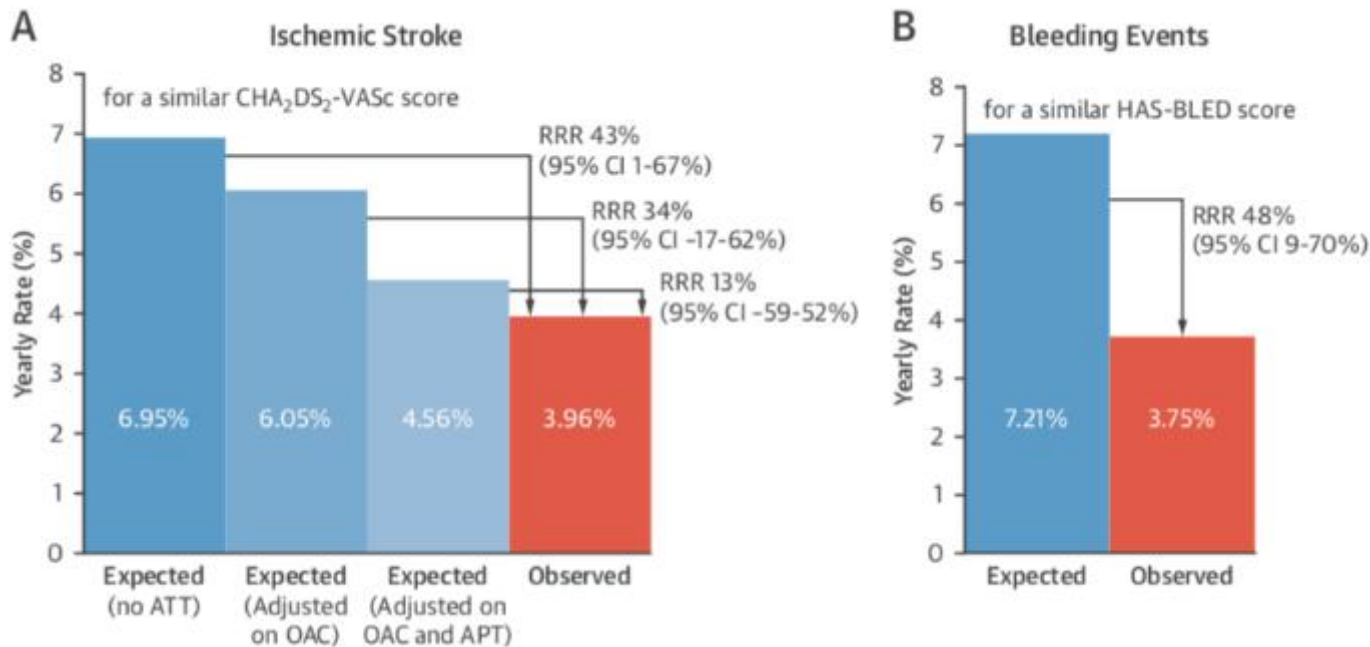 A
Ischemic Stroke
8
7
6
5
4
3
2
1
0
Yearly Rate (%)
for a similar CHA₂DS₂-VASc score
RRR 43%
(95% CI 1-67%)
RRR 34%
(95% CI -17-62%)
RRR 13%
(95% CI -59-52%)
6.95%
6.05%
4.56%
3.96%
Expected
(no ATT)
Expected
(Adjusted
on OAC)
Expected
(Adjusted on
OAC and APT)
Observed
B
Bleeding Events
8
7
6
5
4
3
2
1
0
Yearly Rate (%)
for a similar HAS-BLED score
RRR 48%
(95% CI 9-70%)
7.21%
3.75%
Expected
Observed